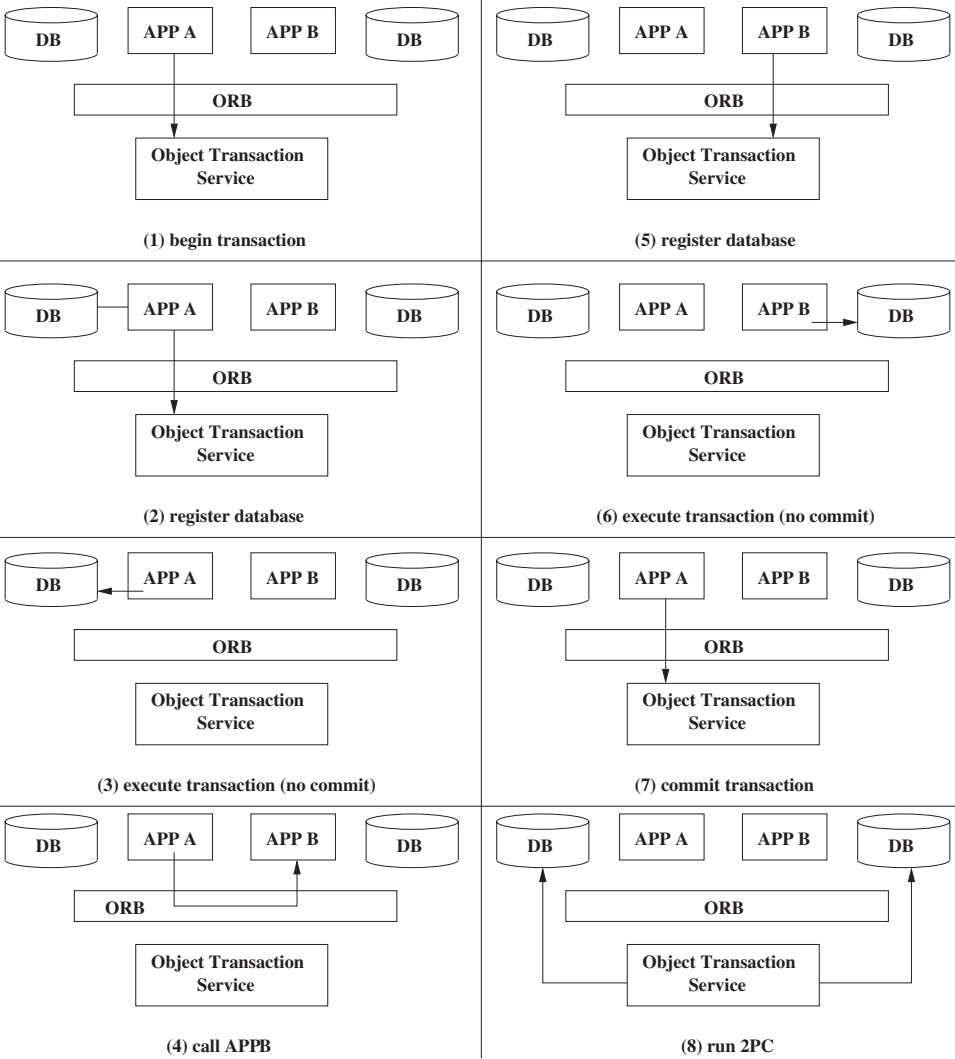 DB APP A APP B DB
ORB
Object Transaction
Service
(1) begin transaction
DB APP A APP B DB
ORB
Object Transaction
Service
(2) register database
DB APP A APP B DB
ORB
Object Transaction
Service
(3) execute transaction (no commit)
DB APP A APP B DB
ORB
Object Transaction
Service
(4) call APPB
DB APP A APP B DB
ORB
Object Transaction
Service
(5) register database
DB APP A APP B DB
ORB
Object Transaction
Service
(6) execute transaction (no commit)
DB APP A APP B DB
ORB
Object Transaction
Service
(7) commit transaction
DB APP A APP B DB
ORB
Object Transaction
Service
(8) run 2PC